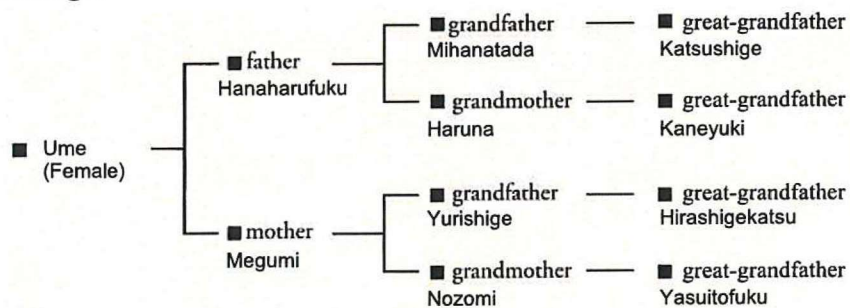 ■ grandfather
Mihanatada
■ great-grandfather
Katsushige
■ father
Hanaharufuku
■ grandmother
Haruna
■ great-grandfather
Kaneyuki
■ Ume
(Female)
■ grandfather
Yurishige
■ great-grandfather
Hirashigekatsu
■ mother
Megumi
■ grandmother
Nozomi
■ great-grandfather
Yasuitofuku